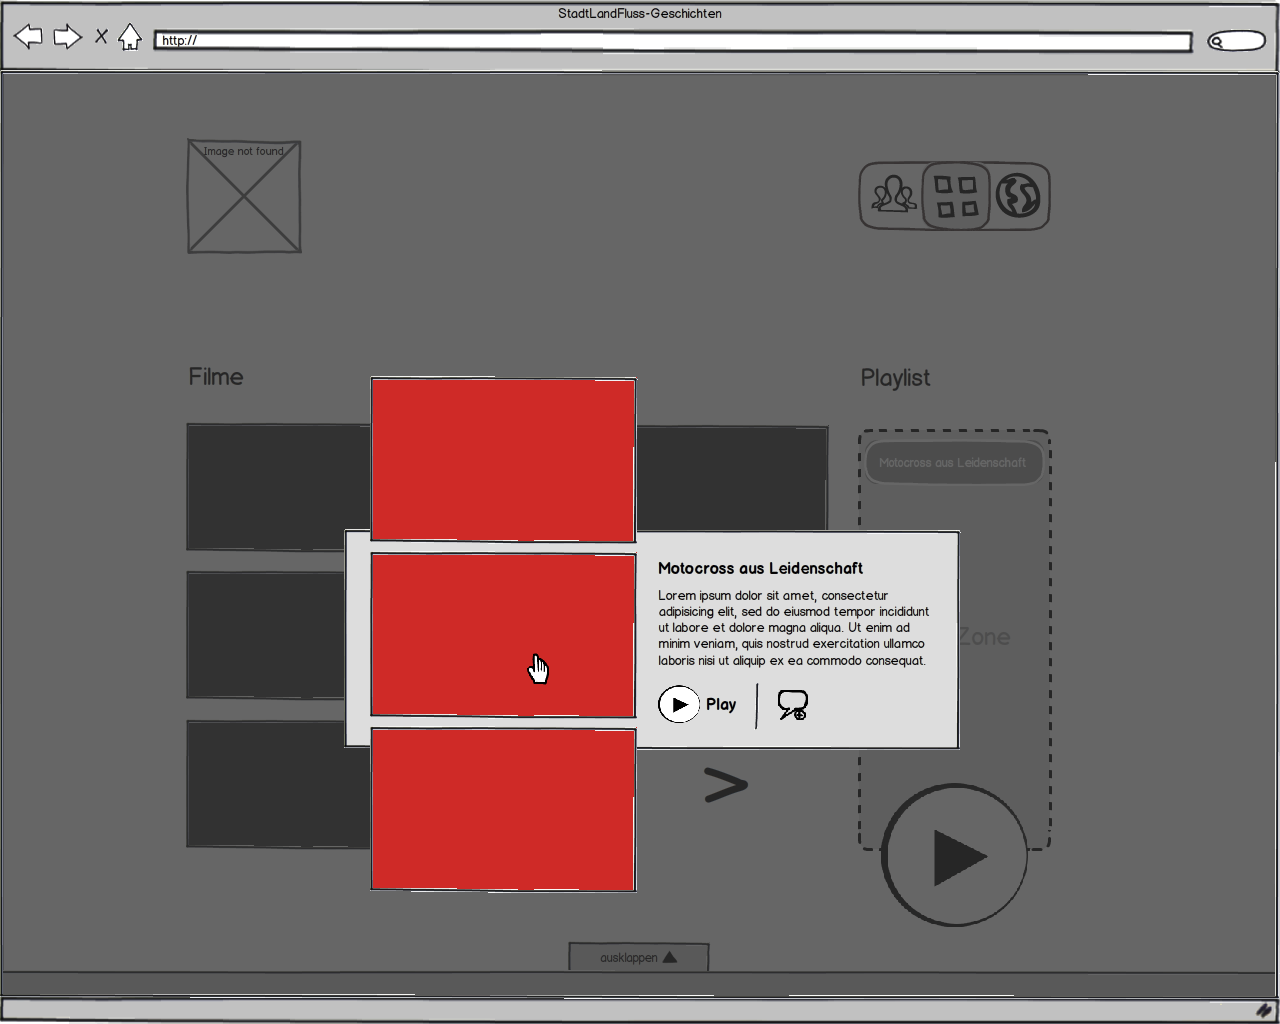 StadtLandFluss-Geschichten
http://
Image not found
Filme
Playlist
Motocross aus Leidenschaft
Motocross aus Leidenschaft
Lorem ipsum dolor sit amet, consectetur
adipisicing elit, sed do eiusmod tempor incididunt
ut labore et dolore magna aliqua. Ut enim ad
minim veniam, quis nostrud exercitation ullamco
laboris nisi ut aliquip ex ea commodo consequat.
Zone
Play
>
ausklappen